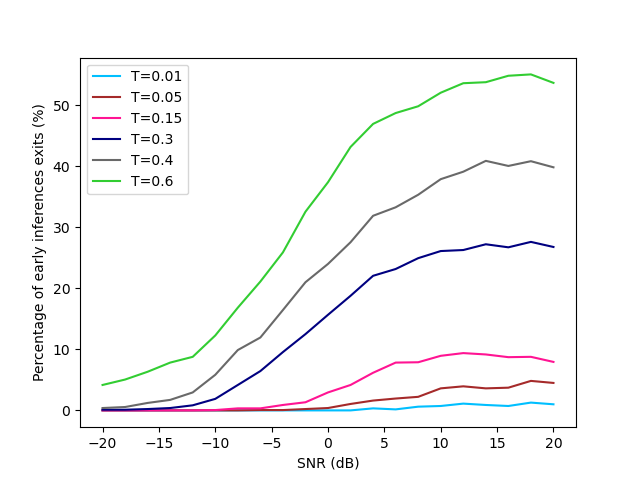 T=0.01
T=0.05
T=0.15
T=0.3
T=0.4
T=0.6
Percentage of early inferences exits (%)
50
40
30
20
10
0
−20 −15 −10 −5 0 5 10 15 20
SNR (dB)